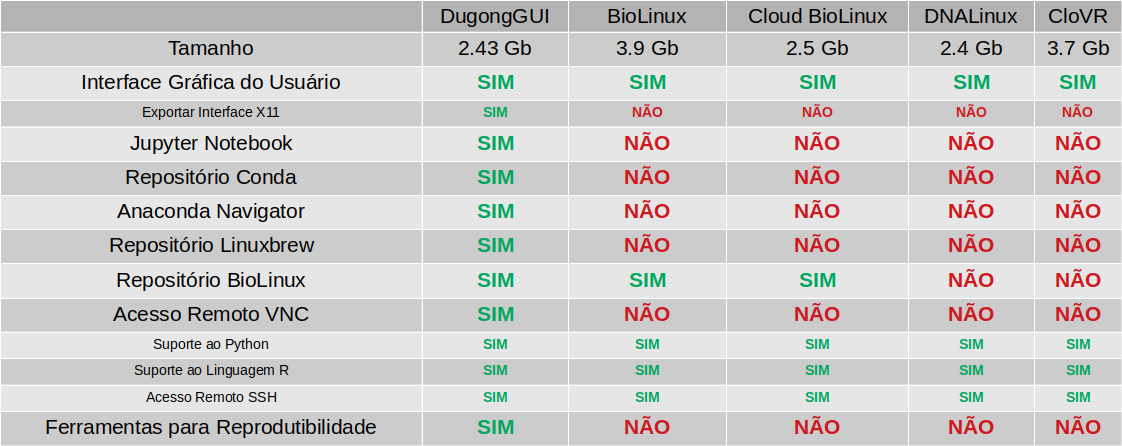 DugongGUI BioLinux Cloud BioLinux DNALinux CloVR
Tamanho 2.43 Gb 3.9 Gb 2.5 Gb 2.4 Gb 3.7 Gb
Interface Gráfica do Usuário SIM SIM SIM SIM SIM
Exportar Interface X11 SIM NÃO NÃO NÃO NÃO
Jupyter Notebook SIM NÃO NÃO NÃO NÃO
Repositório Conda SIM NÃO NÃO NÃO NÃO
Anaconda Navigator SIM NÃO NÃO NÃO NÃO
Repositório Linuxbrew SIM NÃO NÃO NÃO NÃO
Repositório BioLinux SIM SIM SIM NÃO NÃO
Acesso Remoto VNC SIM NÃO NÃO NÃO NÃO
Suporte ao Python SIM SIM SIM SIM SIM
Suporte ao Linguagem R SIM SIM SIM SIM SIM
Acesso Remoto SSH SIM SIM SIM SIM SIM
Ferramentas para Reprodutibilidade SIM NÃO NÃO NÃO NÃO